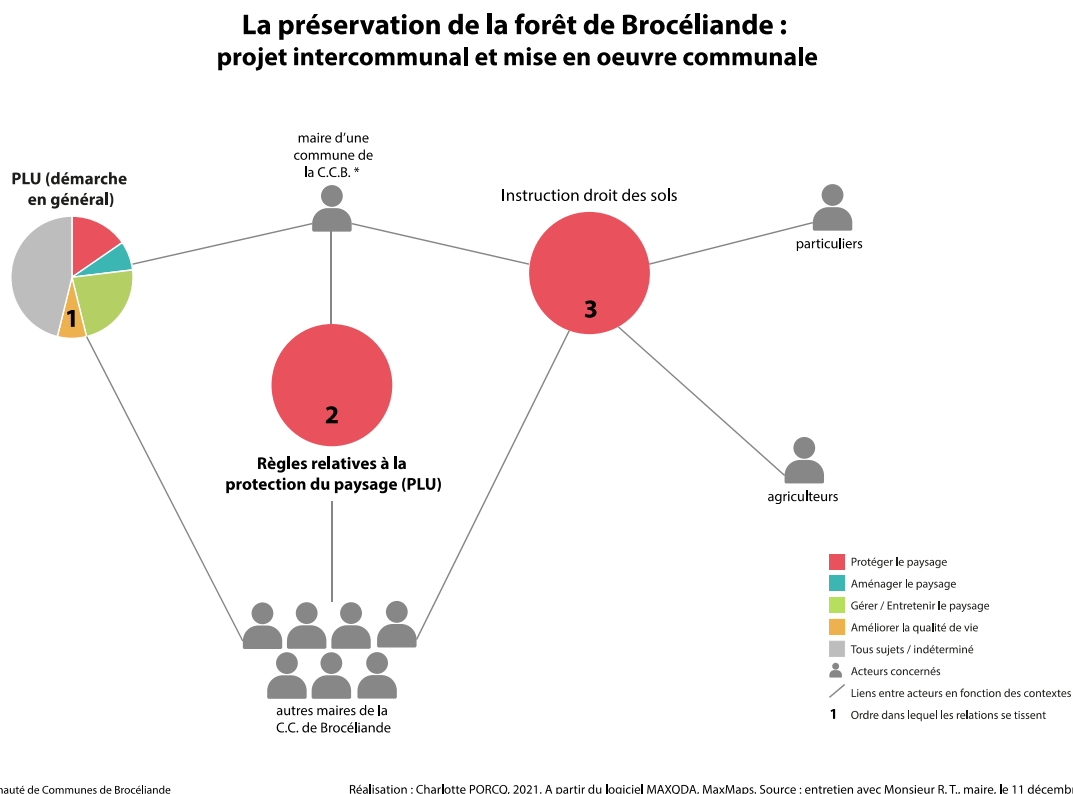 La préservation de la forêt de Brocéliande :
projet intercommunal et mise en oeuvre communale
maire d'une
commune de
la C.C.B. *
PLU (démarche
en général)
1
Instruction droit des sols
3
particuliers
2
Règles relatives à la
protection du paysage (PLU)
agriculteurs
autres maires de la
C.C. de Brocéliande
Protéger le paysage
Aménager le paysage
Gérer / Entretenir le paysage
Améliorer la qualité de vie
Tous sujets / indéterminé
Acteurs concernés
Liens entre acteurs en fonction des contextes
1 Ordre dans lequel les relations se tissent
nauté de Communes de Brocéliande
Réalisation : Charlotte PORCQ, 2021. A partir du logiciel MAXQDA, MaxMaps. Source : entretien avec Monsieur R. T., maire, le 11 décem